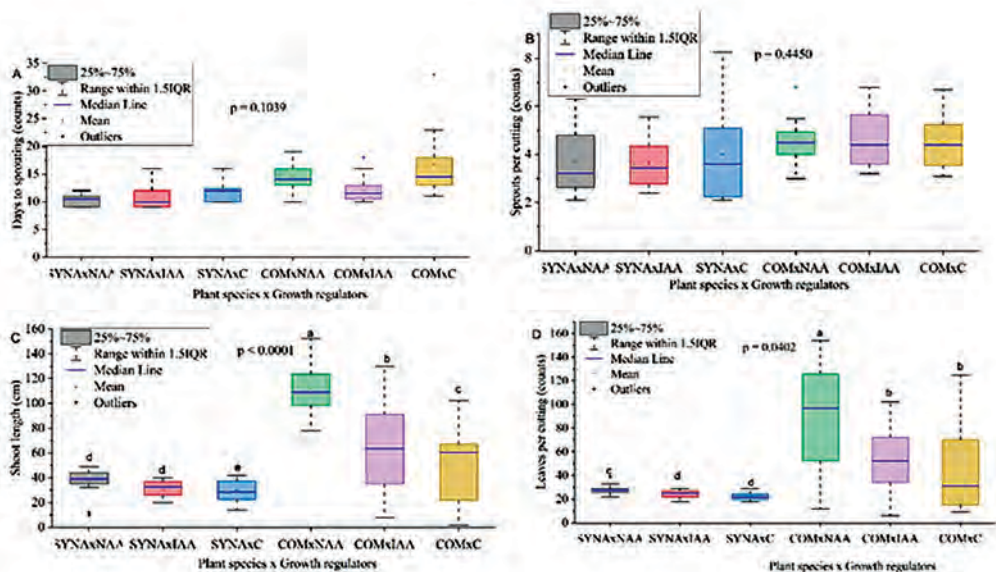 A
25%~75%
Range within 1.5IQR
Median Line
Mean
Outliers
p = 0.1039
Days to sprouting (counts)
35
30
25
20
15
10
5
0
SYNAxNAA
SYNAxIAA
SYNAxC
COMxNAA
COMxIAA
COMxC
Plant species x Growth regulators
B
25%~75%
Range within 1.5IQR
Median Line
Mean
Outliers
p = 0.4450
Sprouts per cutting (counts)
8
6
4
2
0
SYNAxNAA
SYNAxIAA
SYNAxC
COMxNAA
COMxIAA
COMxC
Plant species x Growth regulators
C
25%~75%
Range within 1.5IQR
Median Line
Mean
Outliers
p < 0.0001
Shoot length (cm)
160
140
120
100
80
60
40
20
0
d
d
e
a
b
c
SYNAxNAA
SYNAxIAA
SYNAxC
COMxNAA
COMxIAA
COMxC
Plant species x Growth regulators
D
25%~75%
Range within 1.5IQR
Median Line
Mean
Outliers
p = 0.0402
Leaves per cutting (counts)
160
140
120
100
80
60
40
20
0
c
d
d
a
b
b
SYNAxNAA
SYNAxIAA
SYNAxC
COMxNAA
COMxIAA
COMxC
Plant species x Growth regulators